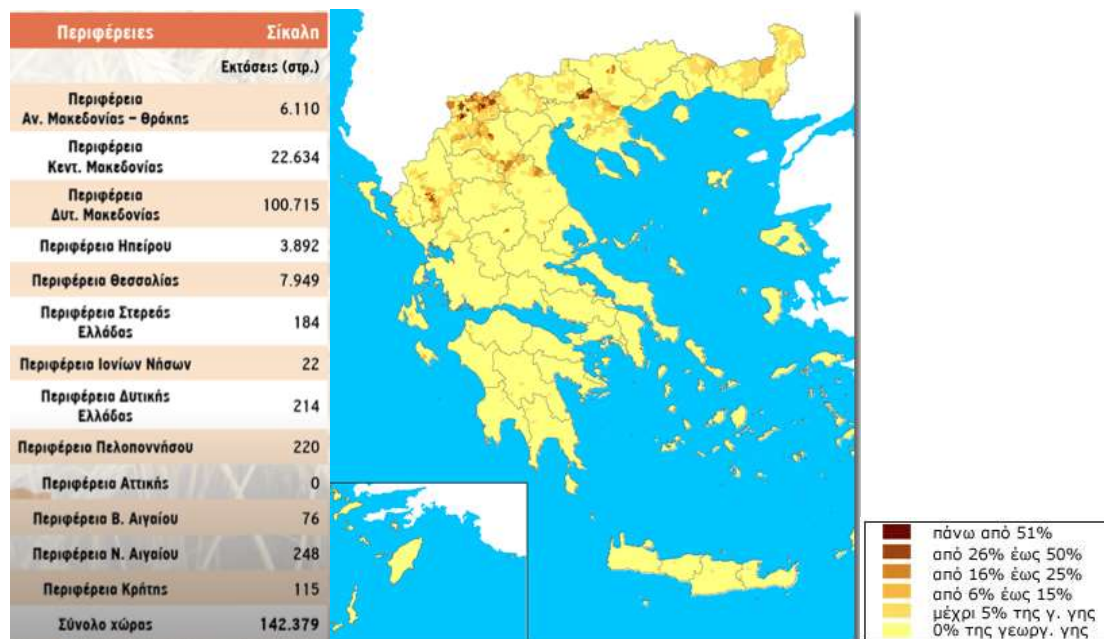 Περιφέρειες Σίκαλη
Εκτάσεις (στρ.)
Περιφέρεια
Αν. Μακεδονίας – Θράκης 6.110
Περιφέρεια
Κεντ. Μακεδονίας 22.634
Περιφέρεια
Δυτ. Μακεδονίας 100.715
Περιφέρεια Ηπείρου 3.892
Περιφέρεια Θεσσαλίας 7.949
Περιφέρεια Στερεάς
Ελλάδας 184
Περιφέρεια Ιονίων Νήσων 22
Περιφέρεια Δυτικής
Ελλάδας 214
Περιφέρεια Πελοποννήσου 220
Περιφέρεια Αττικής 0
Περιφέρεια Β. Αιγαίου 76
Περιφέρεια Ν. Αιγαίου 248
Περιφέρεια Κρήτης 115
Σύνολο χώρας 142.379
πάνω από 51%
από 26% έως 50%
από 16% έως 25%
από 6% έως 15%
μέχρι 5% της γ. γης
0% της γεωργ. γης